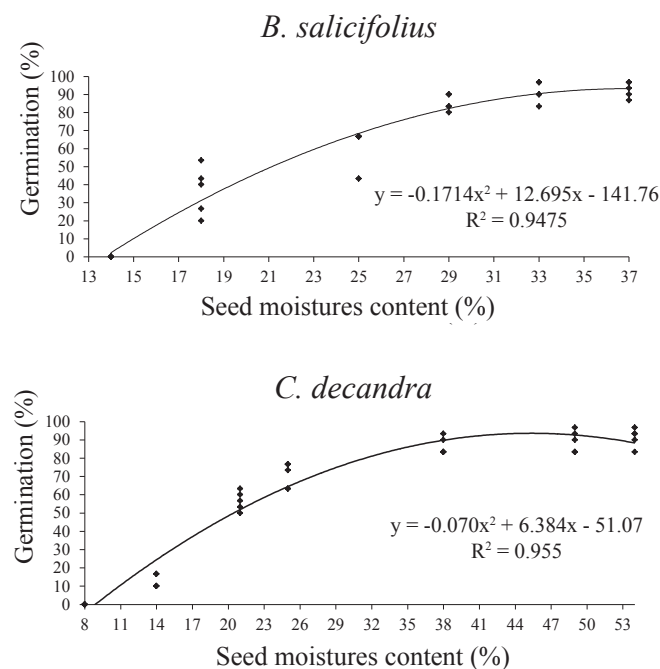 B. salicifolius
Germination (%)
100
90
80
70
60
50
40
30
20
10
0
y = -0.1714x² + 12.695x - 141.76
R² = 0.9475
13 15 17 19 21 23 25 27 29 31 33 35 37
Seed moistures content (%)
C. decandra
Germination (%)
100
90
80
70
60
50
40
30
20
10
0
y = -0.070x² + 6.384x - 51.07
R² = 0.955
8 11 14 17 21 23 26 29 32 35 38 41 44 47 50 53
Seed moistures content (%)